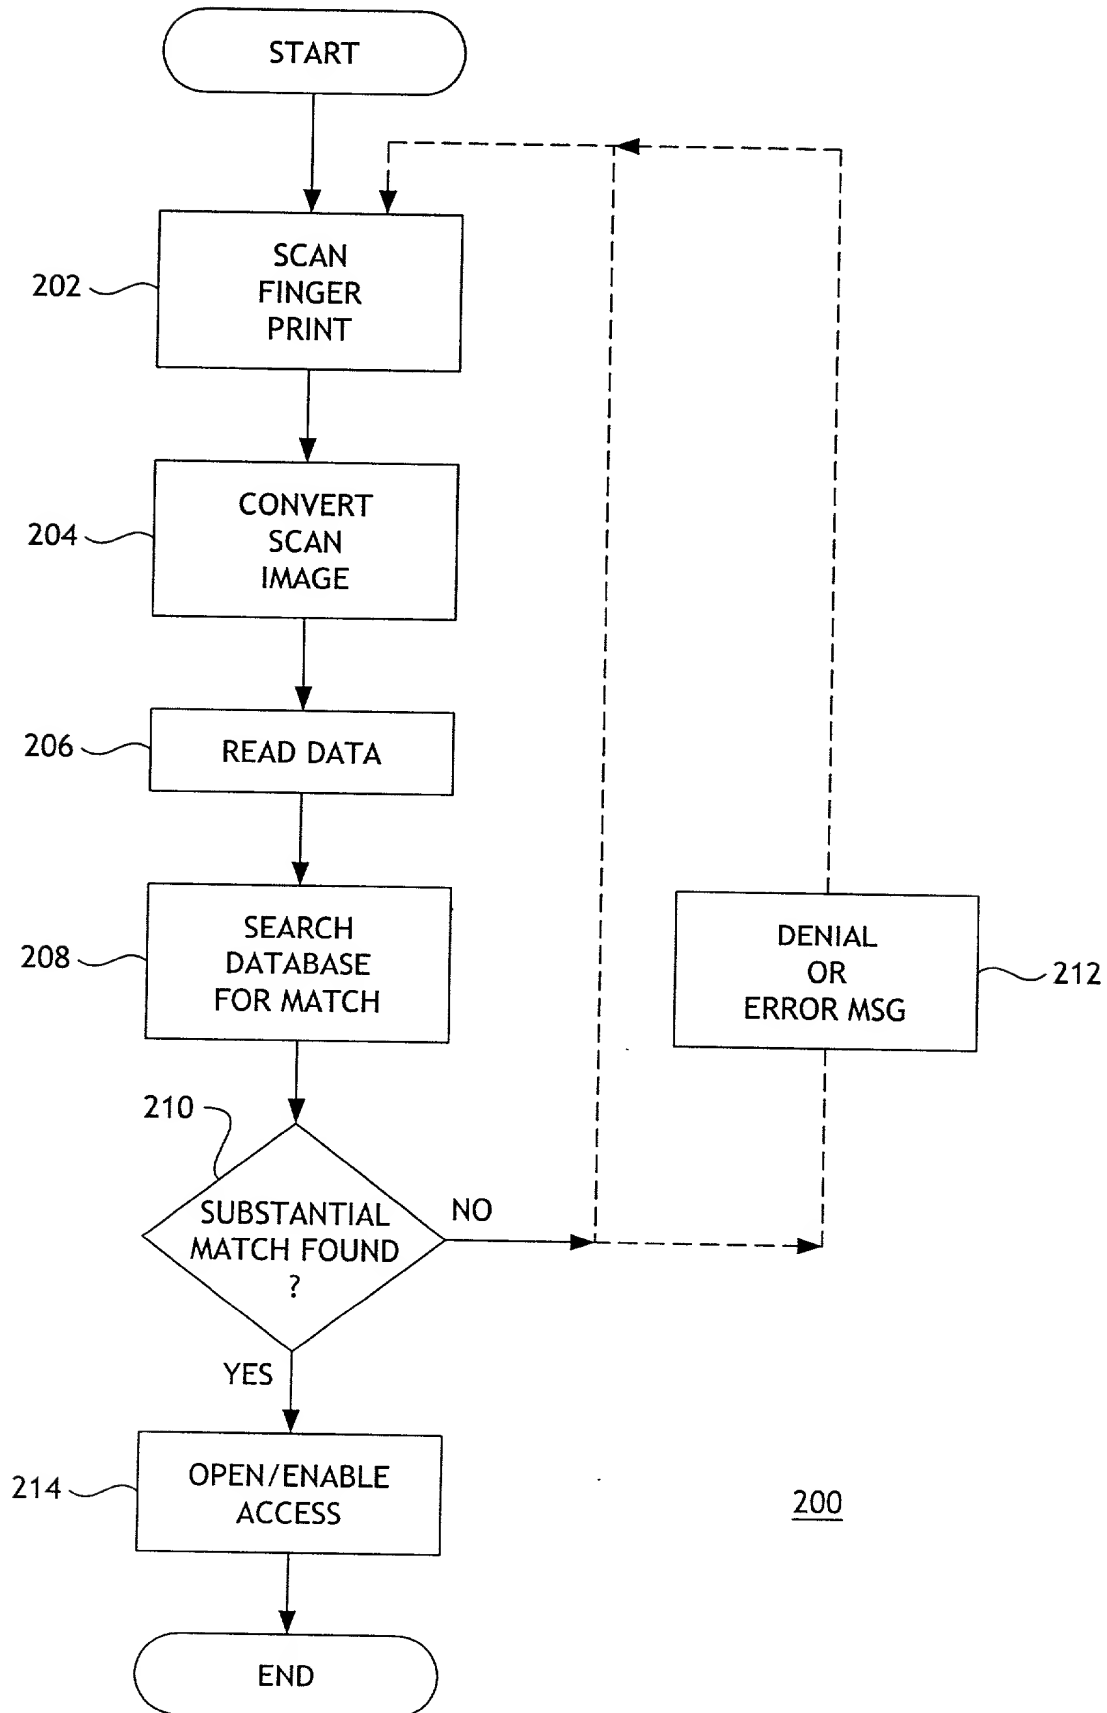 START
202
SCAN
FINGER
PRINT
204
CONVERT
SCAN
IMAGE
206
READ DATA
208
SEARCH
DATABASE
FOR MATCH
DENIAL
OR
ERROR MSG
212
210
SUBSTANTIAL
MATCH FOUND
?
NO
YES
214
OPEN/ENABLE
ACCESS
200
END